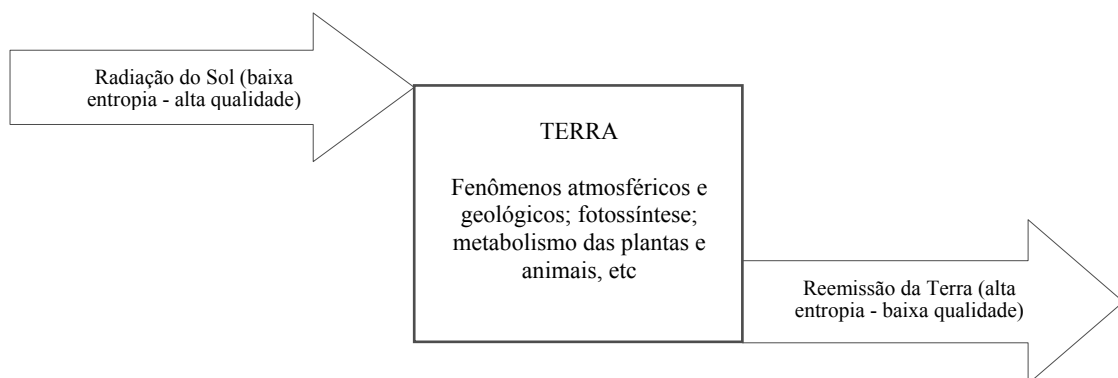 Radiação do Sol (baixa
entropia - alta qualidade)
TERRA
Fenômenos atmosféricos e
geológicos; fotossíntese;
metabolismo das plantas e
animais, etc
Reemissão da Terra (alta
entropia - baixa qualidade)